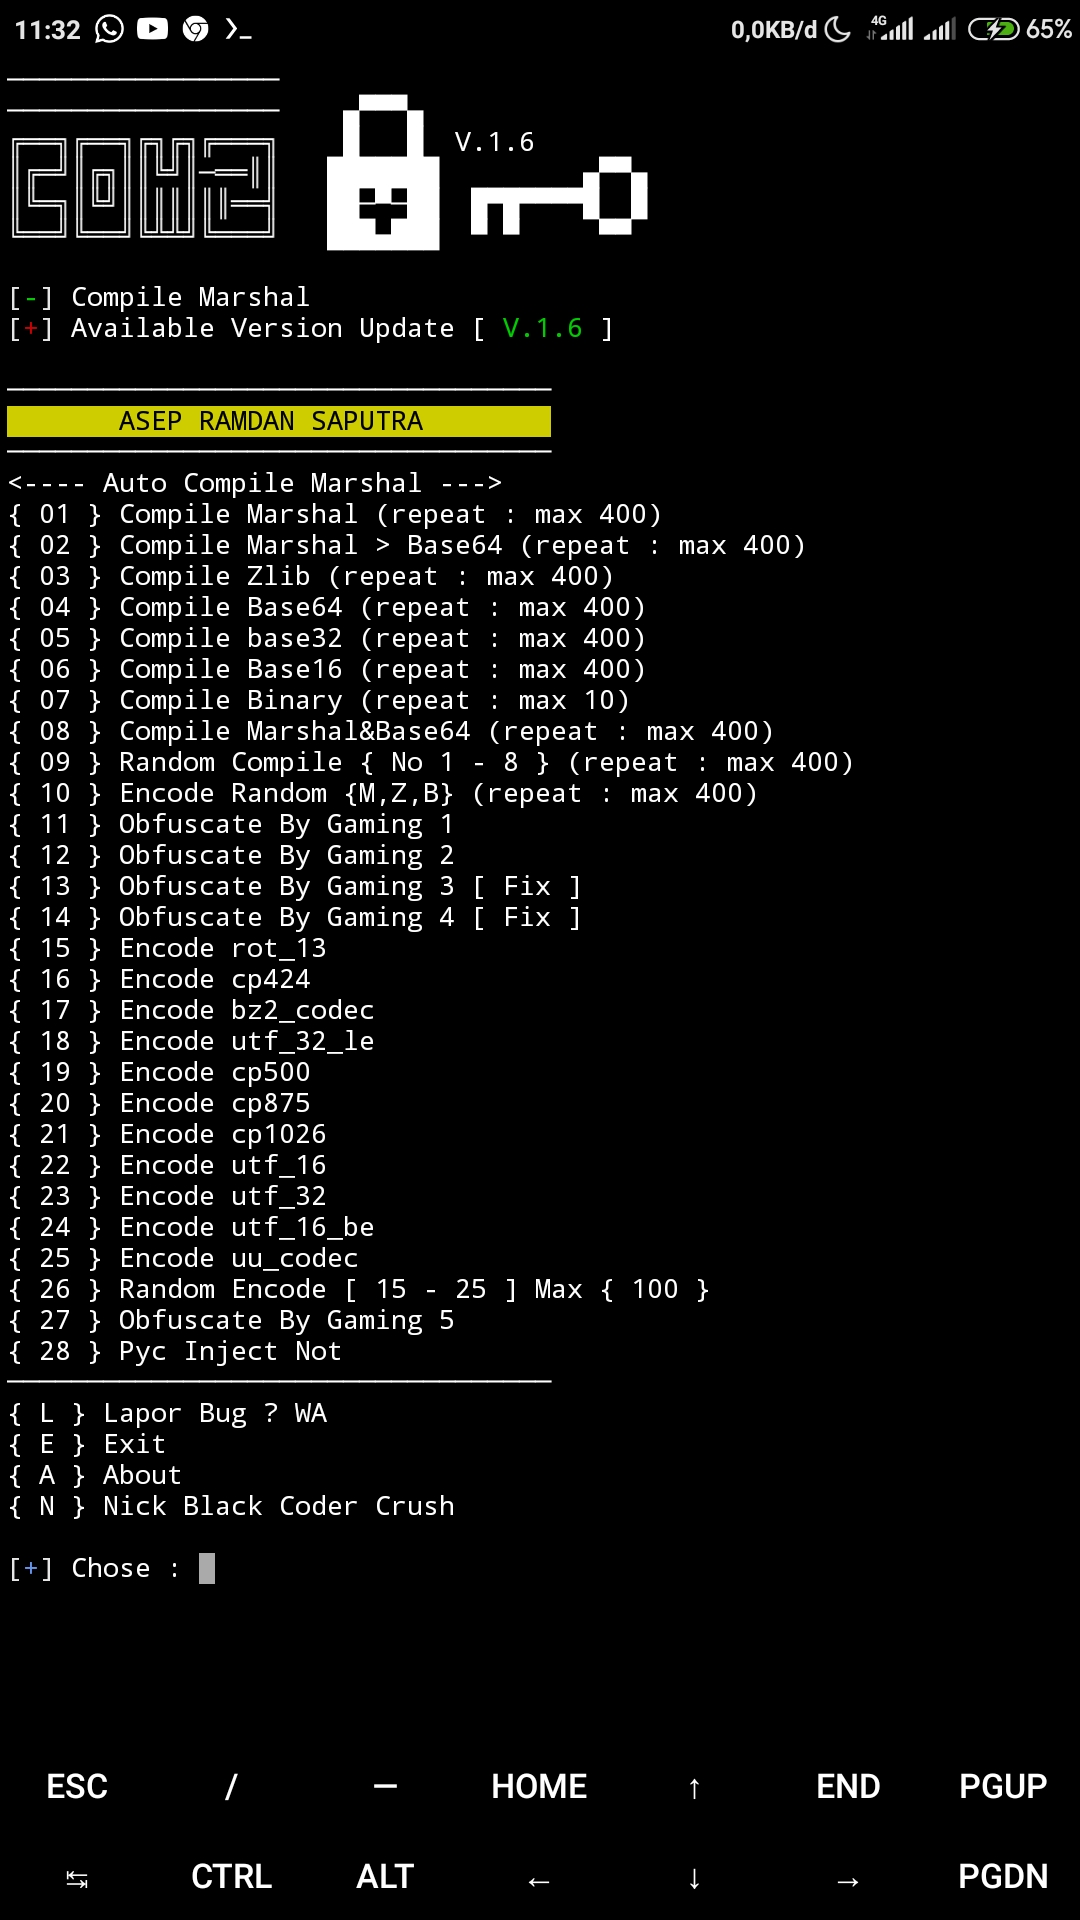 11:32 0,0KB/d 4G 65%
V.1.6
[-] Compile Marshal
[+] Available Version Update [ V.1.6 ]
ASEP RAMDAN SAPUTRA
<---- Auto Compile Marshal --->
{ 01 } Compile Marshal (repeat : max 400)
{ 02 } Compile Marshal > Base64 (repeat : max 400)
{ 03 } Compile Zlib (repeat : max 400)
{ 04 } Compile Base64 (repeat : max 400)
{ 05 } Compile base32 (repeat : max 400)
{ 06 } Compile Base16 (repeat : max 400)
{ 07 } Compile Binary (repeat : max 10)
{ 08 } Compile Marshal&Base64 (repeat : max 400)
{ 09 } Random Compile { No 1 - 8 } (repeat : max 400)
{ 10 } Encode Random {M,Z,B} (repeat : max 400)
{ 11 } Obfuscate By Gaming 1
{ 12 } Obfuscate By Gaming 2
{ 13 } Obfuscate By Gaming 3 [ Fix ]
{ 14 } Obfuscate By Gaming 4 [ Fix ]
{ 15 } Encode rot_13
{ 16 } Encode cp424
{ 17 } Encode bz2_codec
{ 18 } Encode utf_32_le
{ 19 } Encode cp500
{ 20 } Encode cp875
{ 21 } Encode cp1026
{ 22 } Encode utf_16
{ 23 } Encode utf_32
{ 24 } Encode utf_16_be
{ 25 } Encode uu_codec
{ 26 } Random Encode [ 15 - 25 ] Max { 100 }
{ 27 } Obfuscate By Gaming 5
{ 28 } Pyc Inject Not
{ L } Lapor Bug ? WA
{ E } Exit
{ A } About
{ N } Nick Black Coder Crush
[+] Chose :
ESC / — HOME ↑ END PGUP
↹ CTRL ALT ← ↓ → PGDN